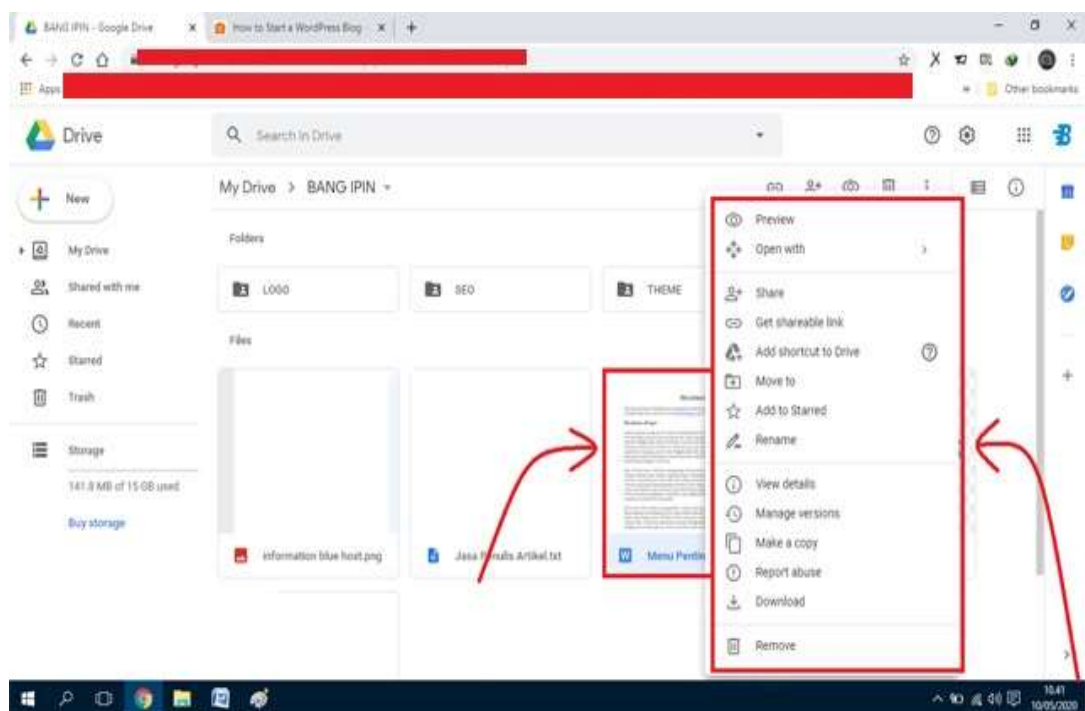 BANG IPIN - Google Drive
How to Start a WordPress Blog
Apps
Other bookmarks
Drive
Search in Drive
My Drive > BANG IPIN
New
My Drive
Shared with me
Recent
Starred
Trash
Storage
141.8 MB of 15 GB used
Buy storage
Folders
LOGO
SEO
THEME
Files
information blue host.png
Jasa Penulis Artikel.txt
Menu Penting
Preview
Open with
Share
Get shareable link
Add shortcut to Drive
Move to
Add to Starred
Rename
View details
Manage versions
Make a copy
Report abuse
Download
Remove
10.41
10/05/2020